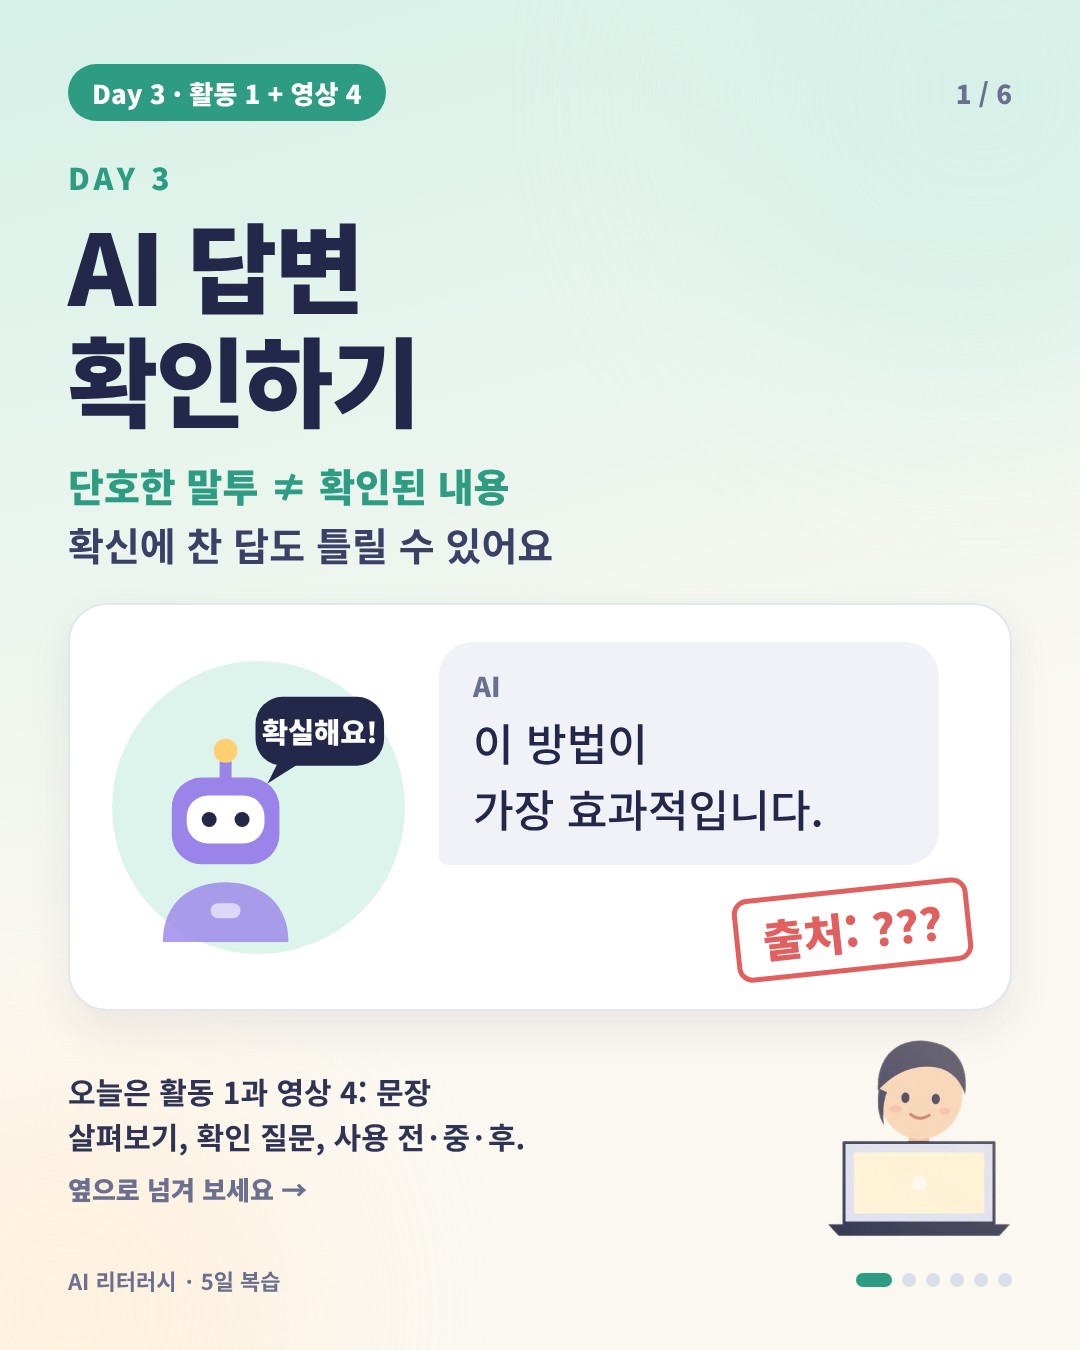 Day 3 · 활동 1 + 영상 4
1 / 6
DAY 3
AI 답변
확인하기
단호한 말투 ≠ 확인된 내용
확신에 찬 답도 틀릴 수 있어요
확실해요!
AI
이 방법이
가장 효과적입니다.
출처: ???
오늘은 활동 1과 영상 4: 문장
살펴보기, 확인 질문, 사용 전·중·후.
옆으로 넘겨 보세요 →
AI 리터러시 · 5일 복습